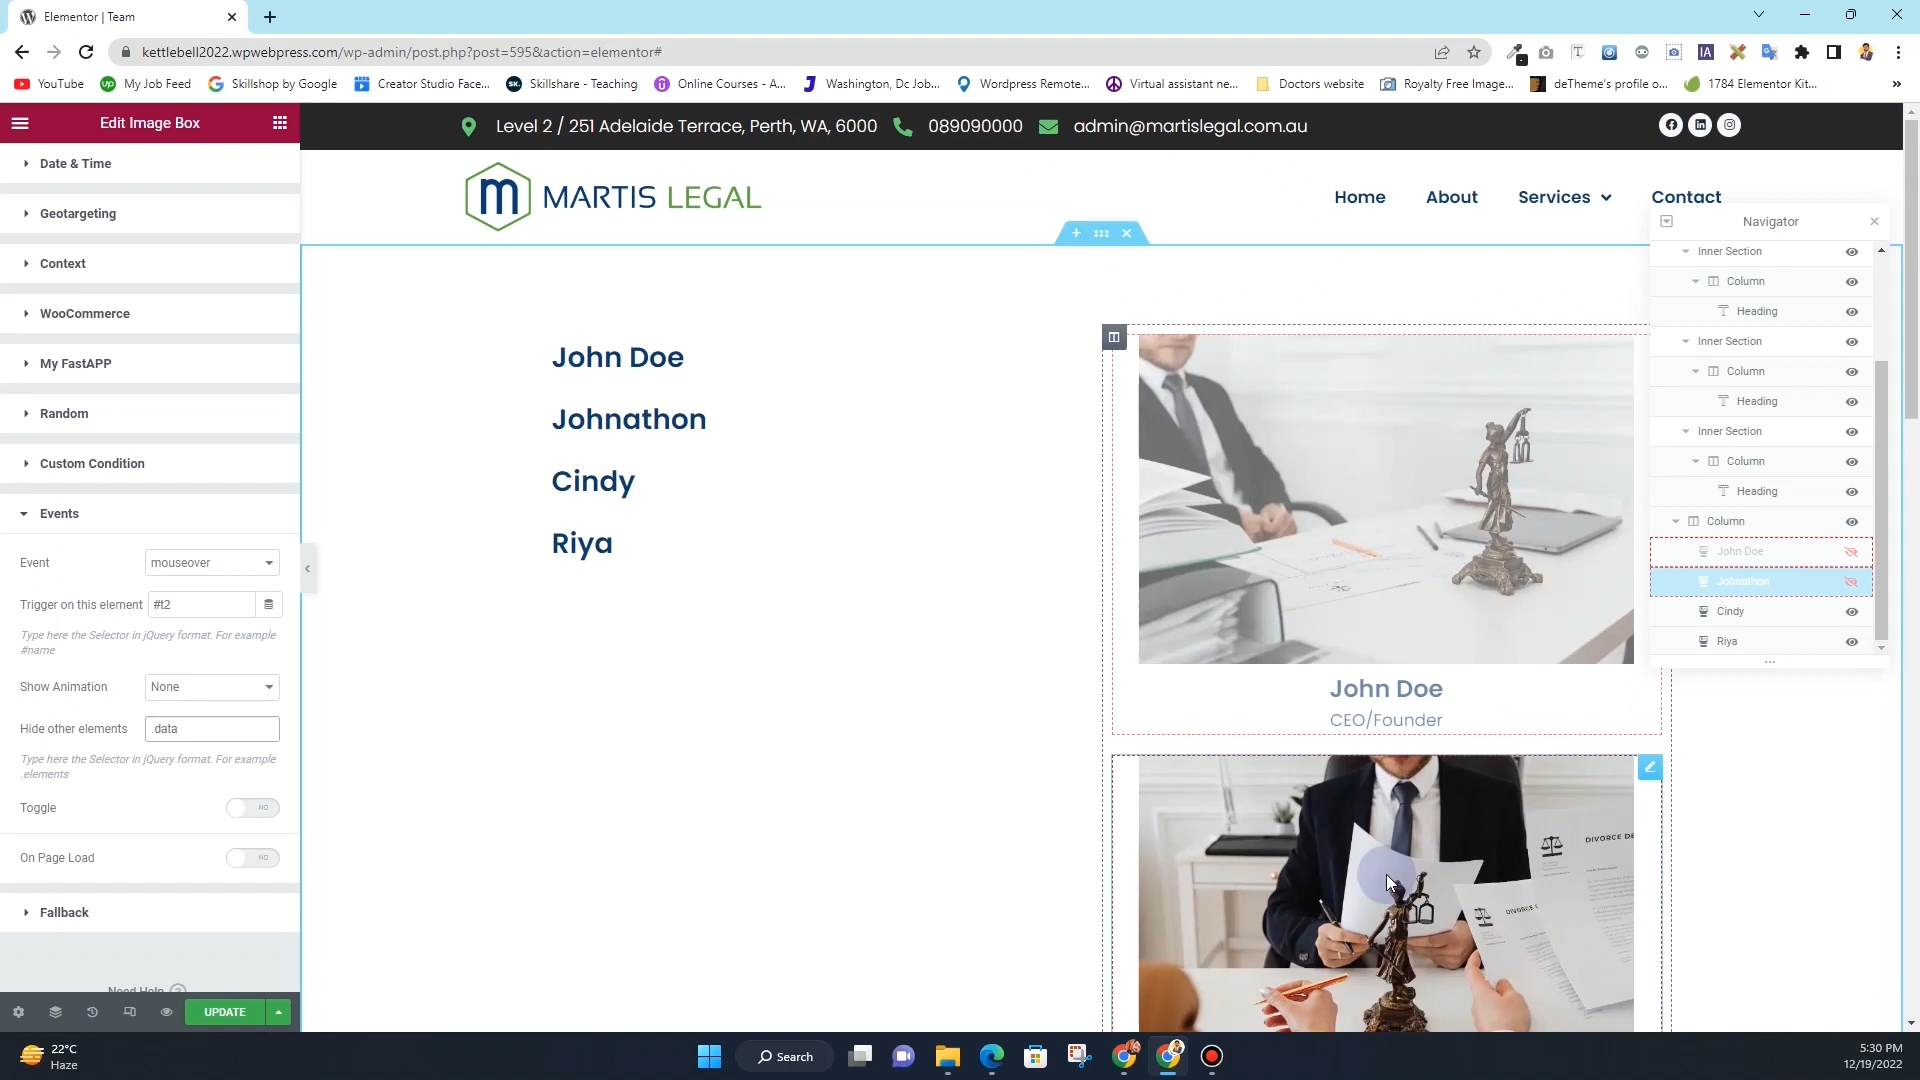 Elementor | Team
kettlebell2022.wpwebpress.com/wp-admin/post.php?post=595&action=elementor#
YouTube
My Job Feed
Skillshop by Google
Creator Studio Face...
Skillshare - Teaching
Online Courses - A...
Washington, Dc Job...
Wordpress Remote...
Virtual assistant ne...
Doctors website
Royalty Free Image...
deTheme's profile o...
1784 Elementor Kit...
»
Edit Image Box
Date & Time
Geotargeting
Context
WooCommerce
My FastAPP
Random
Custom Condition
Events
Event
mouseover
Trigger on this element
#t2
Type here the Selector in jQuery format. For example
#name
Show Animation
None
Hide other elements
.data
Type here the Selector in jQuery format. For example
.elements
Toggle
NO
On Page Load
NO
Fallback
Need Help
UPDATE
Level 2 / 251 Adelaide Terrace, Perth, WA, 6000
089090000
admin@martislegal.com.au
m MARTIS LEGAL
Home
About
Services
Contact
John Doe
Johnathon
Cindy
Riya
John Doe
CEO/Founder
DIVORCE DE
DIVORCE
Navigator
Inner Section
Column
Heading
Inner Section
Column
Heading
Inner Section
Column
Heading
Column
John Doe
Johnathon
Cindy
Riya
22°C
Haze
Search
5:30 PM
12/19/2022